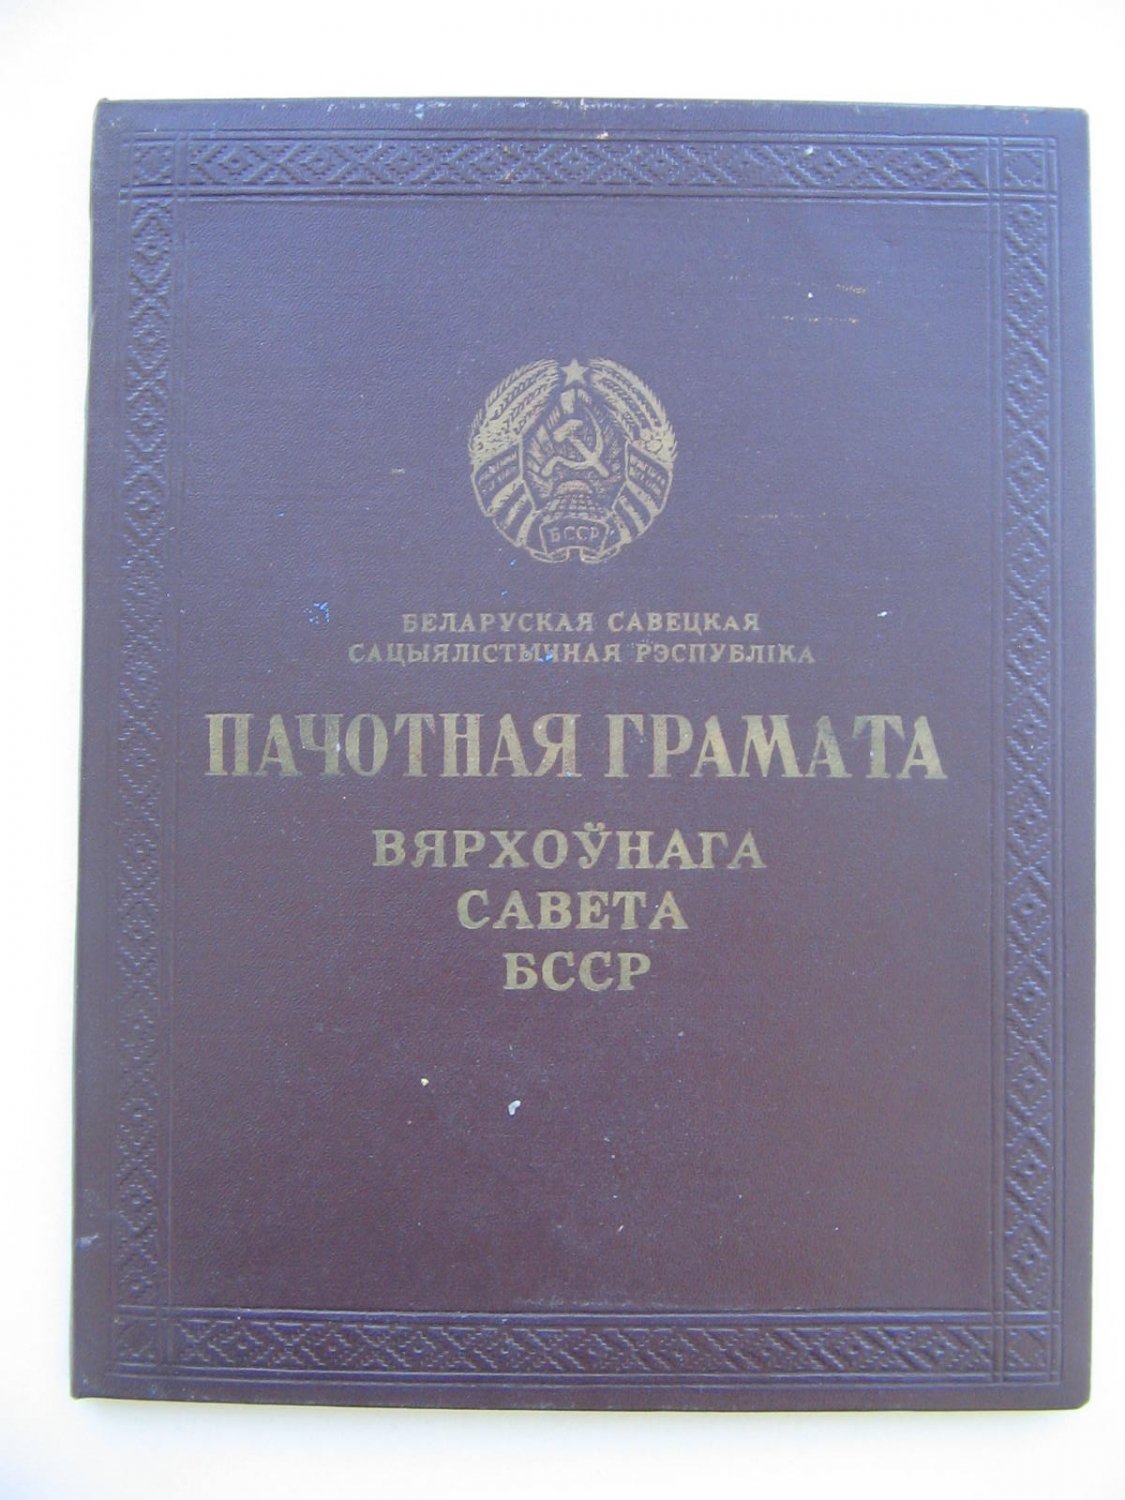 БССР
БЕЛАРУСКАЯ САВЕЦКАЯ
САЦЫЯЛІСТЫЧНАЯ РЭСПУБЛІКА
ПАЧОТНАЯ ГРАМАТА
ВЯРХОЎНАГА
САВЕТА
БССР